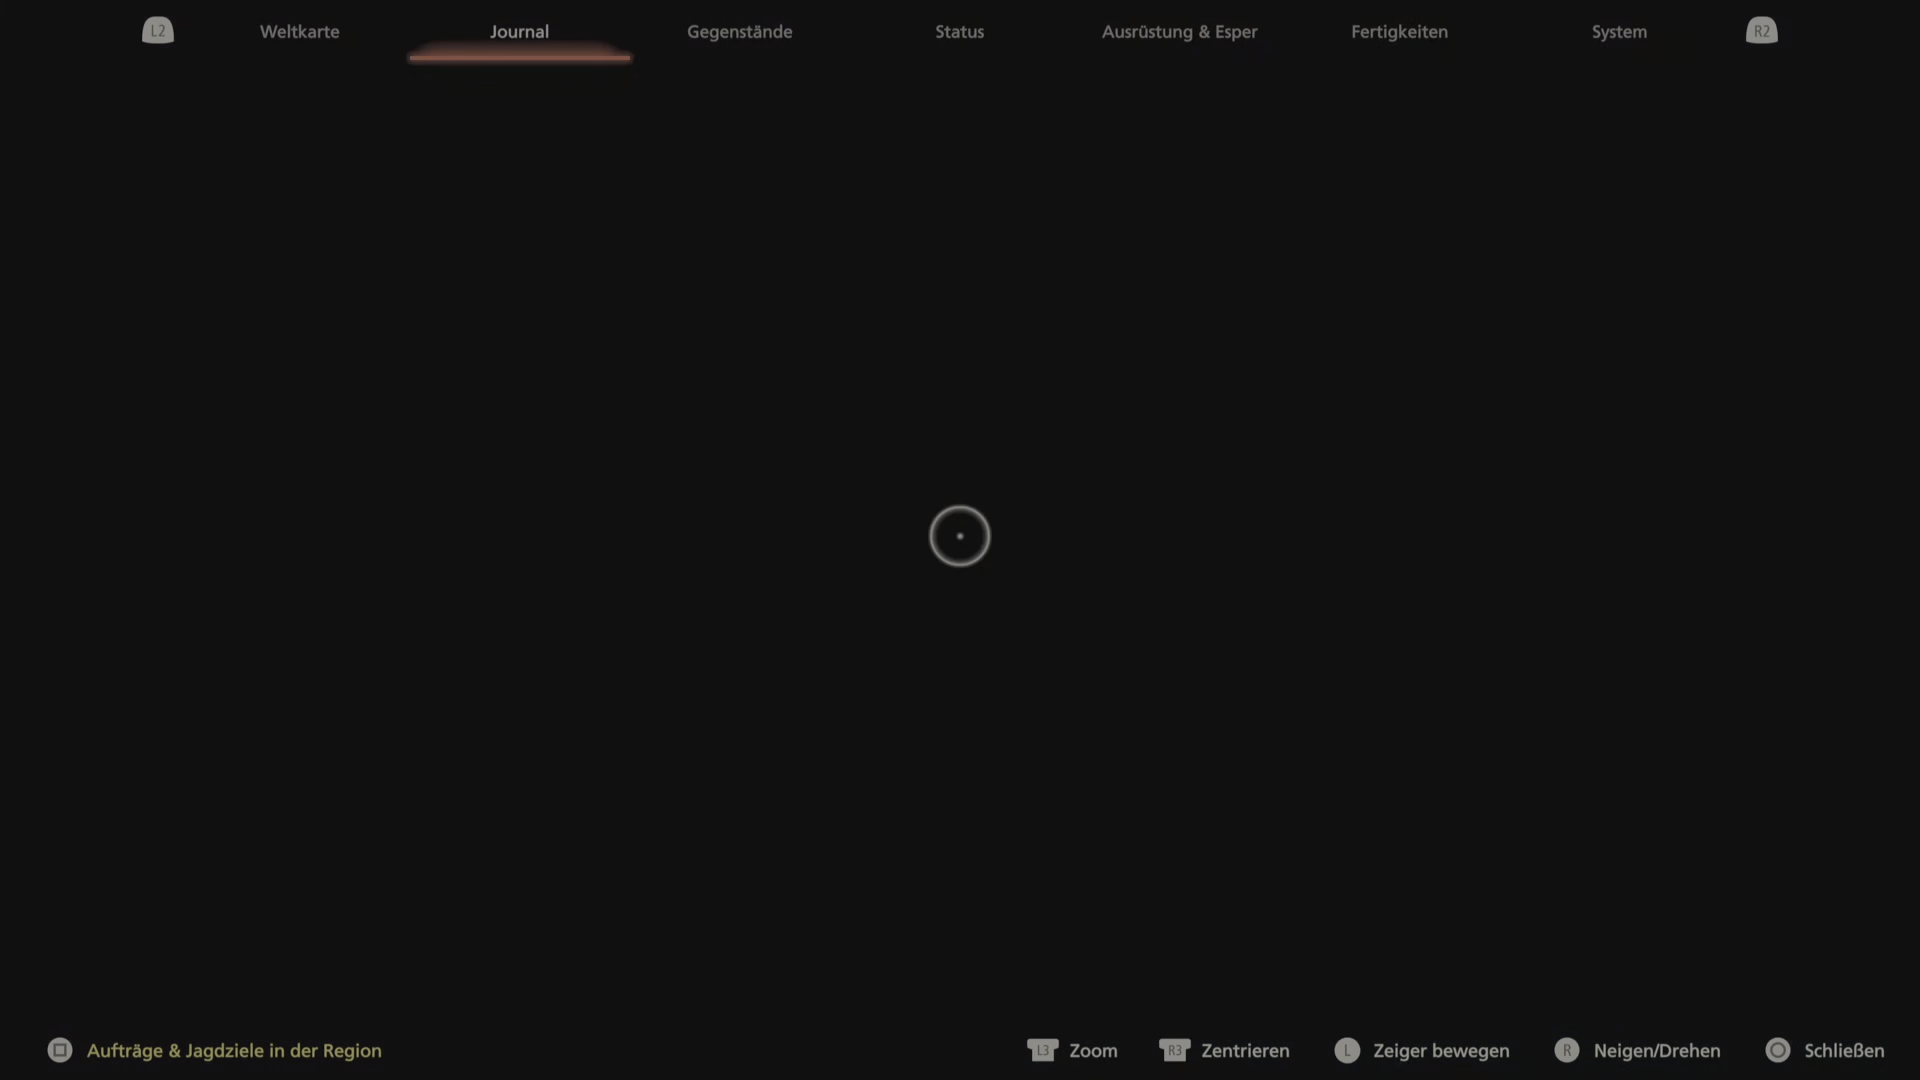 L2 Weltkarte Journal Gegenstände Status Ausrüstung & Esper Fertigkeiten System R2
Aufträge & Jagdziele in der Region L3 Zoom R3 Zentrieren L Zeiger bewegen R Neigen/Drehen Schließen